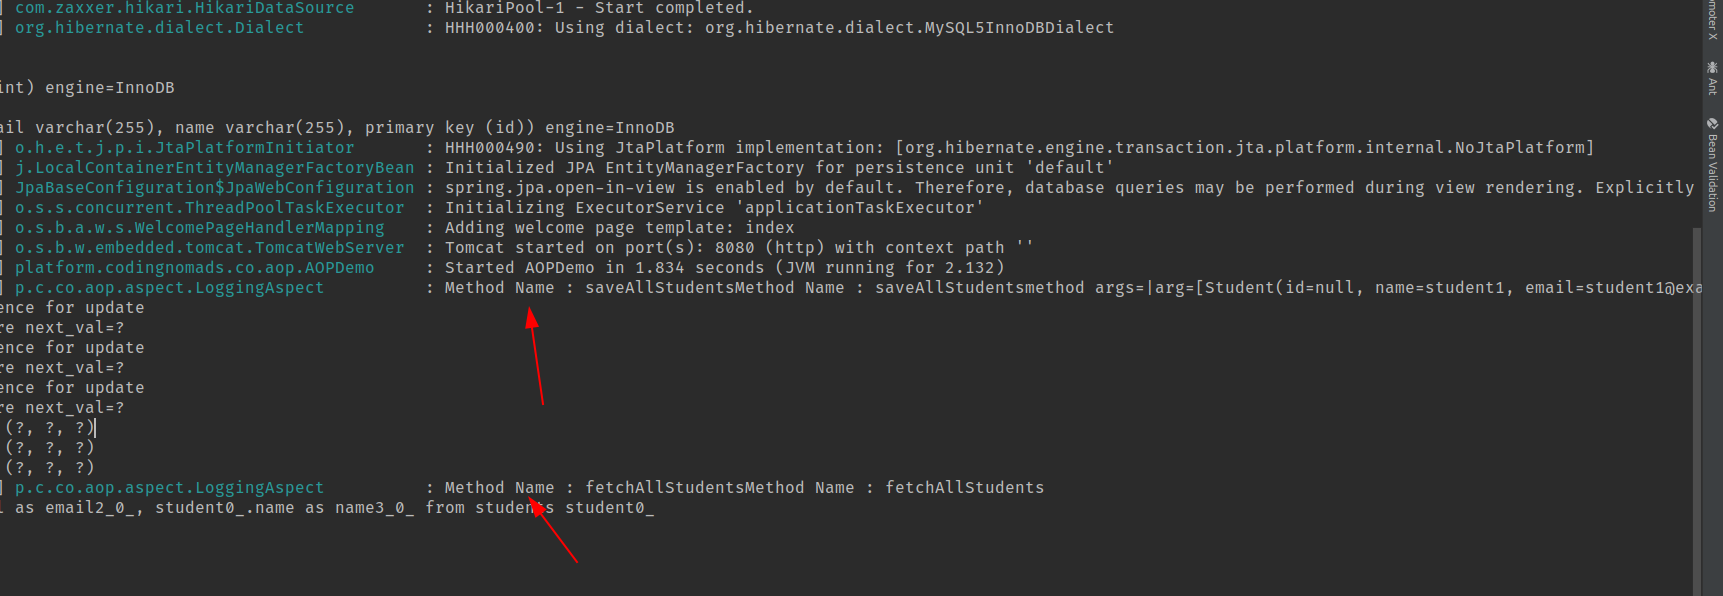 ] com.zaxxer.hikari.HikariDataSource : HikariPool-1 - Start completed.
] org.hibernate.dialect.Dialect : HHH000400: Using dialect: org.hibernate.dialect.MySQL5InnoDBDialect
int) engine=InnoDB
ail varchar(255), name varchar(255), primary key (id)) engine=InnoDB
] o.h.e.t.j.p.i.JtaPlatformInitiator : HHH000490: Using JtaPlatform implementation: [org.hibernate.engine.transaction.jta.platform.internal.NoJtaPlatform]
] j.LocalContainerEntityManagerFactoryBean : Initialized JPA EntityManagerFactory for persistence unit 'default'
] JpaBaseConfiguration$JpaWebConfiguration : spring.jpa.open-in-view is enabled by default. Therefore, database queries may be performed during view rendering. Explicitly
] o.s.s.concurrent.ThreadPoolTaskExecutor : Initializing ExecutorService 'applicationTaskExecutor'
] o.s.b.a.w.s.WelcomePageHandlerMapping : Adding welcome page template: index
] o.s.b.w.embedded.tomcat.TomcatWebServer : Tomcat started on port(s): 8080 (http) with context path ''
] platform.codingnomads.co.aop.AOPDemo : Started AOPDemo in 1.834 seconds (JVM running for 2.132)
] p.c.co.aop.aspect.LoggingAspect : Method Name : saveAllStudentsMethod Name : saveAllStudentsmethod args=|arg=[Student(id=null, name=student1, email=student1@exa
ence for update
re next_val=?
ence for update
re next_val=?
ence for update
re next_val=?
(?, ?, ?)
(?, ?, ?)
(?, ?, ?)
] p.c.co.aop.aspect.LoggingAspect : Method Name : fetchAllStudentsMethod Name : fetchAllStudents
l as email2_0_, student0_.name as name3_0_ from students student0_
moter X
Ant
Bean Validation